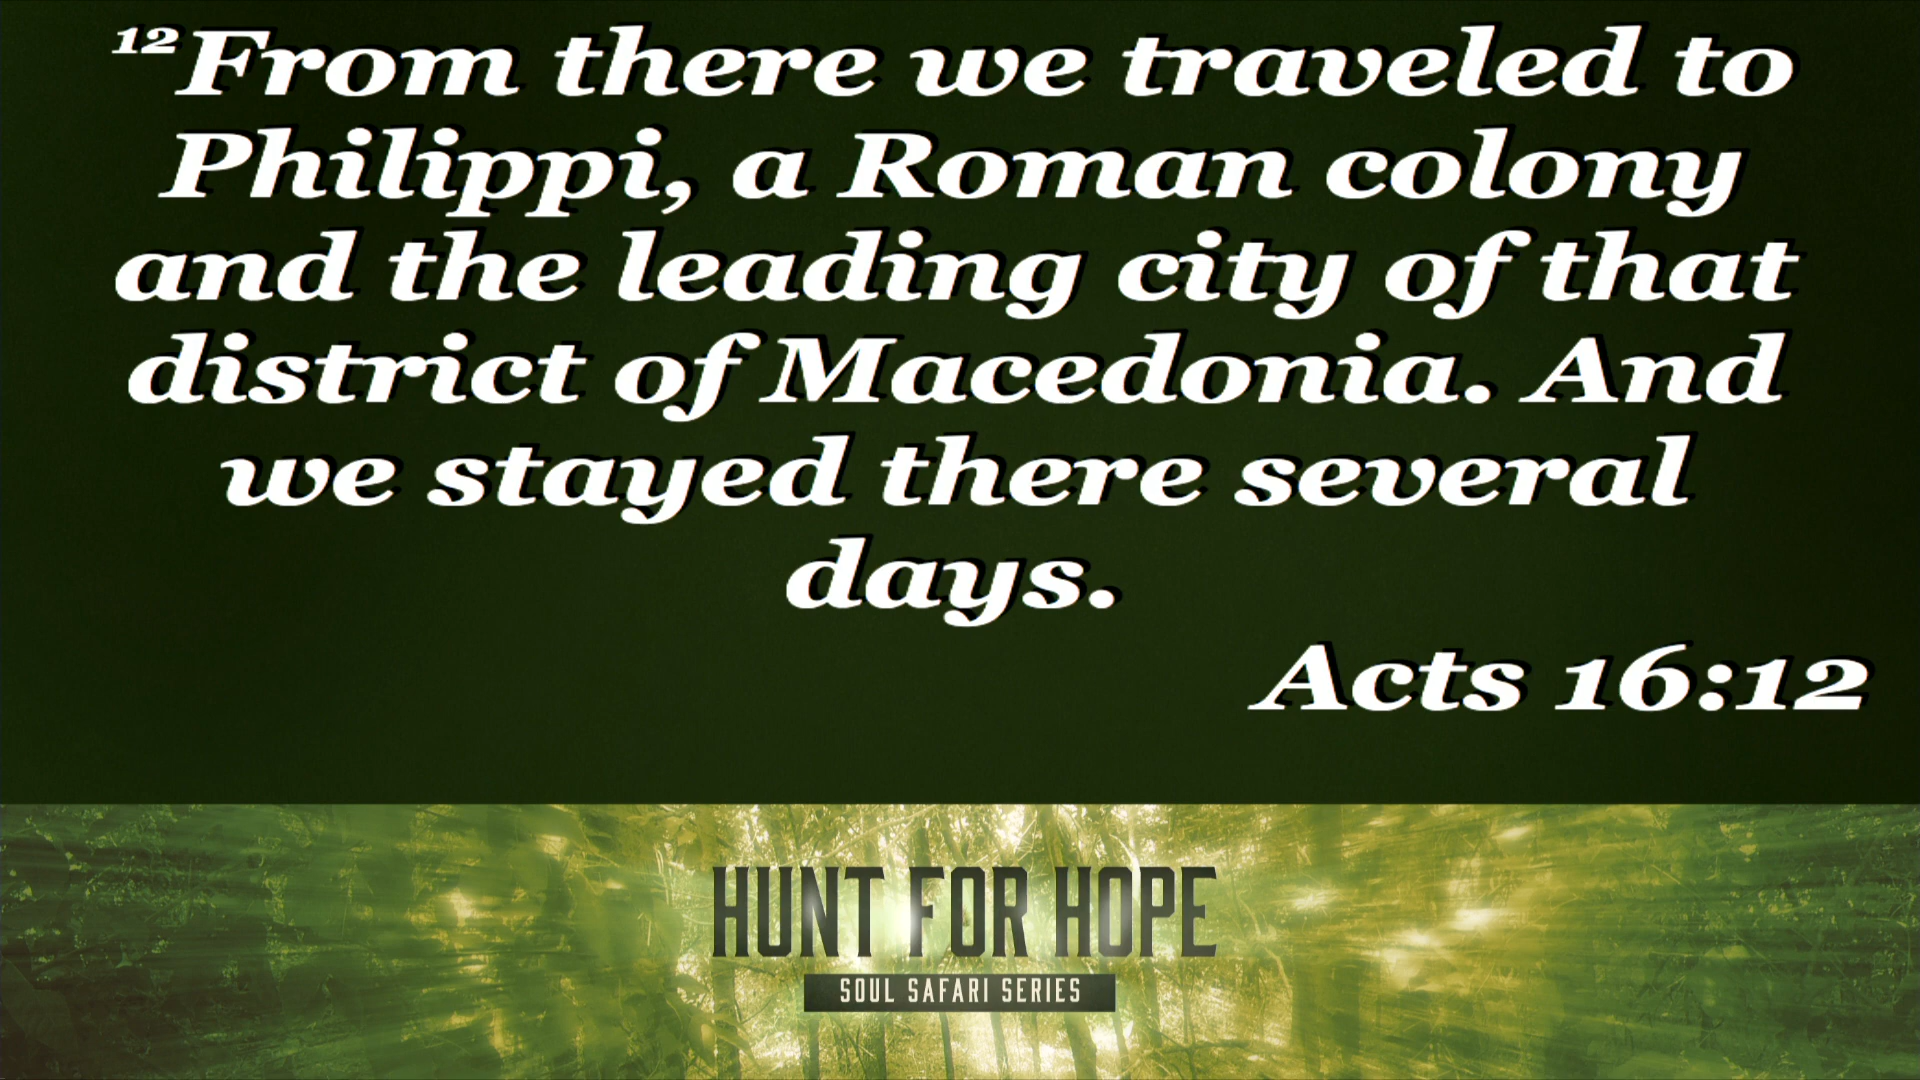 ¹²From there we traveled to
Philippi, a Roman colony
and the leading city of that
district of Macedonia. And
we stayed there several
days.
Acts 16:12
HUNT FOR HOPE
SOUL SAFARI SERIES